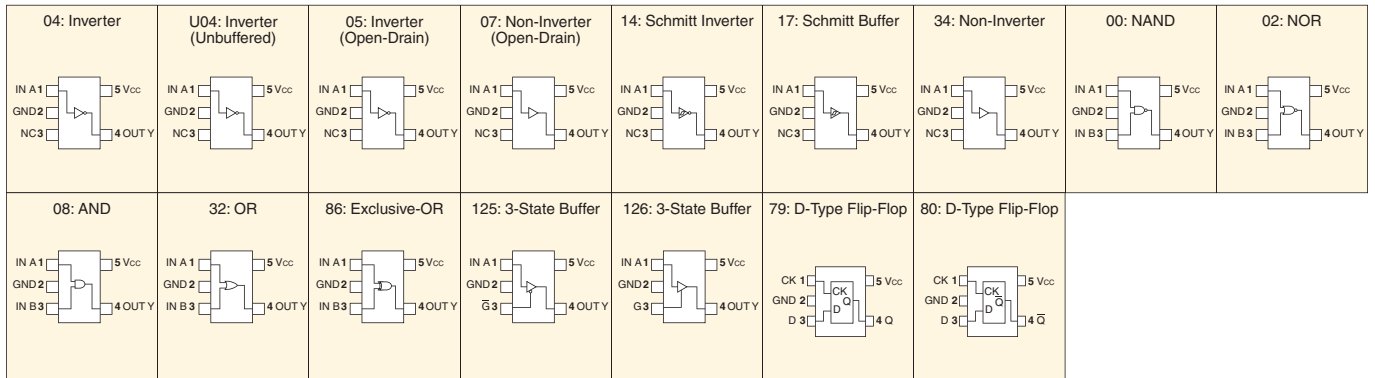 04: Inverter
IN A 1
GND 2
NC 3
5 Vcc
4 OUT Y
U04: Inverter
(Unbuffered)
IN A 1
GND 2
NC 3
5 Vcc
4 OUT Y
05: Inverter
(Open-Drain)
IN A 1
GND 2
NC 3
5 Vcc
4 OUT Y
07: Non-Inverter
(Open-Drain)
IN A 1
GND 2
NC 3
5 Vcc
4 OUT Y
14: Schmitt Inverter
IN A 1
GND 2
NC 3
5 Vcc
4 OUT Y
17: Schmitt Buffer
IN A 1
GND 2
NC 3
5 Vcc
4 OUT Y
34: Non-Inverter
IN A 1
GND 2
NC 3
5 Vcc
4 OUT Y
00: NAND
IN A 1
GND 2
IN B 3
5 Vcc
4 OUT Y
02: NOR
IN A 1
GND 2
IN B 3
5 Vcc
4 OUT Y
08: AND
IN A 1
GND 2
IN B 3
5 Vcc
4 OUT Y
32: OR
IN A 1
GND 2
IN B 3
5 Vcc
4 OUT Y
86: Exclusive-OR
IN A 1
GND 2
IN B 3
5 Vcc
4 OUT Y
125: 3-State Buffer
IN A 1
GND 2
G̅ 3
5 Vcc
4 OUT Y
126: 3-State Buffer
IN A 1
GND 2
G 3
5 Vcc
4 OUT Y
79: D-Type Flip-Flop
CK 1
GND 2
D 3
CK
Q
D
5 Vcc
4 Q
80: D-Type Flip-Flop
CK 1
GND 2
D 3
CK
Q̅
D
5 Vcc
4 Q̅